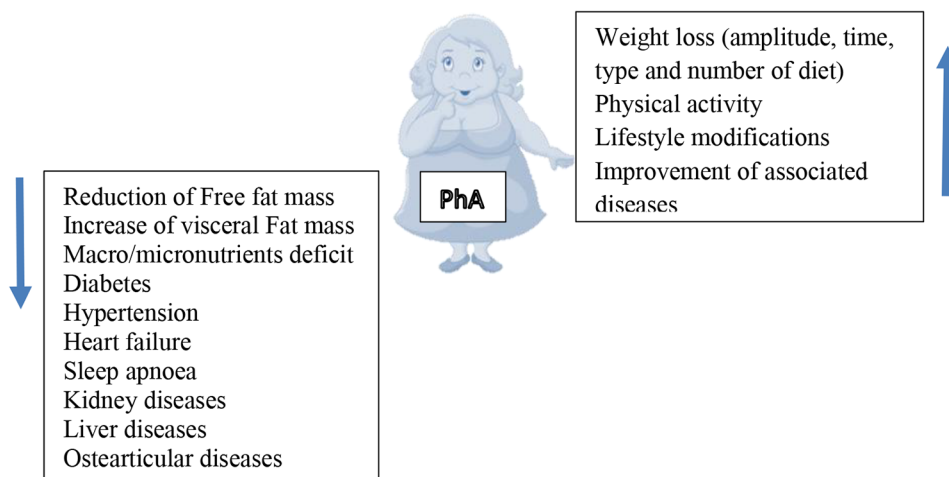 Weight loss (amplitude, time,
type and number of diet)
Physical activity
Lifestyle modifications
Improvement of associated
diseases
PhA
Reduction of Free fat mass
Increase of visceral Fat mass
Macro/micronutrients deficit
Diabetes
Hypertension
Heart failure
Sleep apnoea
Kidney diseases
Liver diseases
Ostearticular diseases